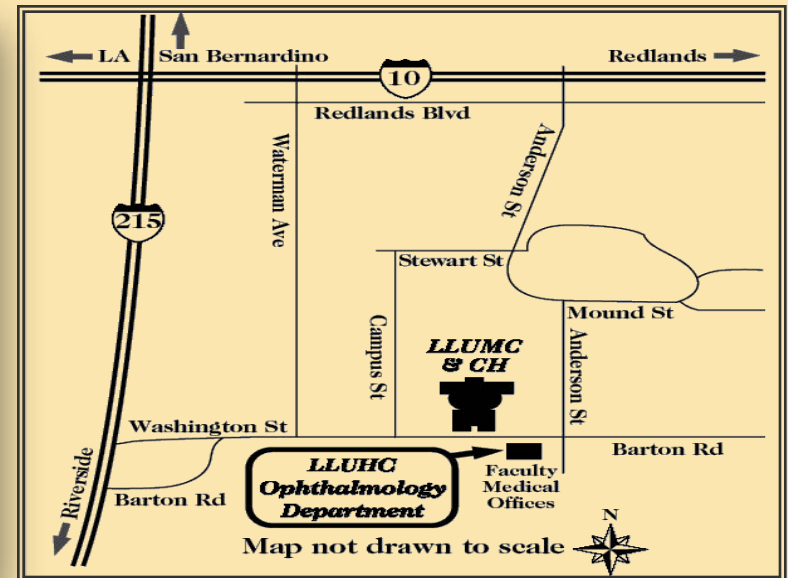 LA
San Bernardino
Redlands
10
Redlands Blvd
Waterman Ave
Anderson St
215
Stewart St
Mound St
Campus St
LLUMC
& CH
Anderson St
Washington St
Barton Rd
LLUHC
Ophthalmology
Department
Faculty
Medical
Offices
Riverside
Barton Rd
N
Map not drawn to scale